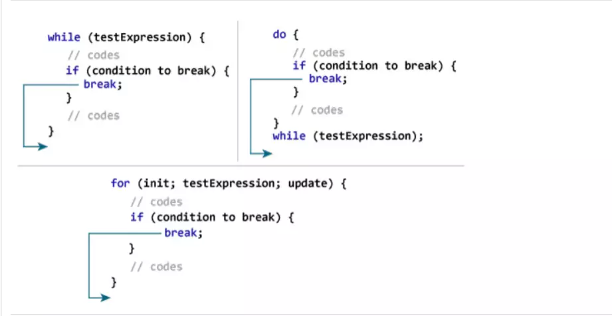 while (testExpression) {
// codes
if (condition to break) {
break;
}
// codes
}
do {
// codes
if (condition to break) {
break;
}
// codes
}
while (testExpression);
for (init; testExpression; update) {
// codes
if (condition to break) {
break;
}
// codes
}